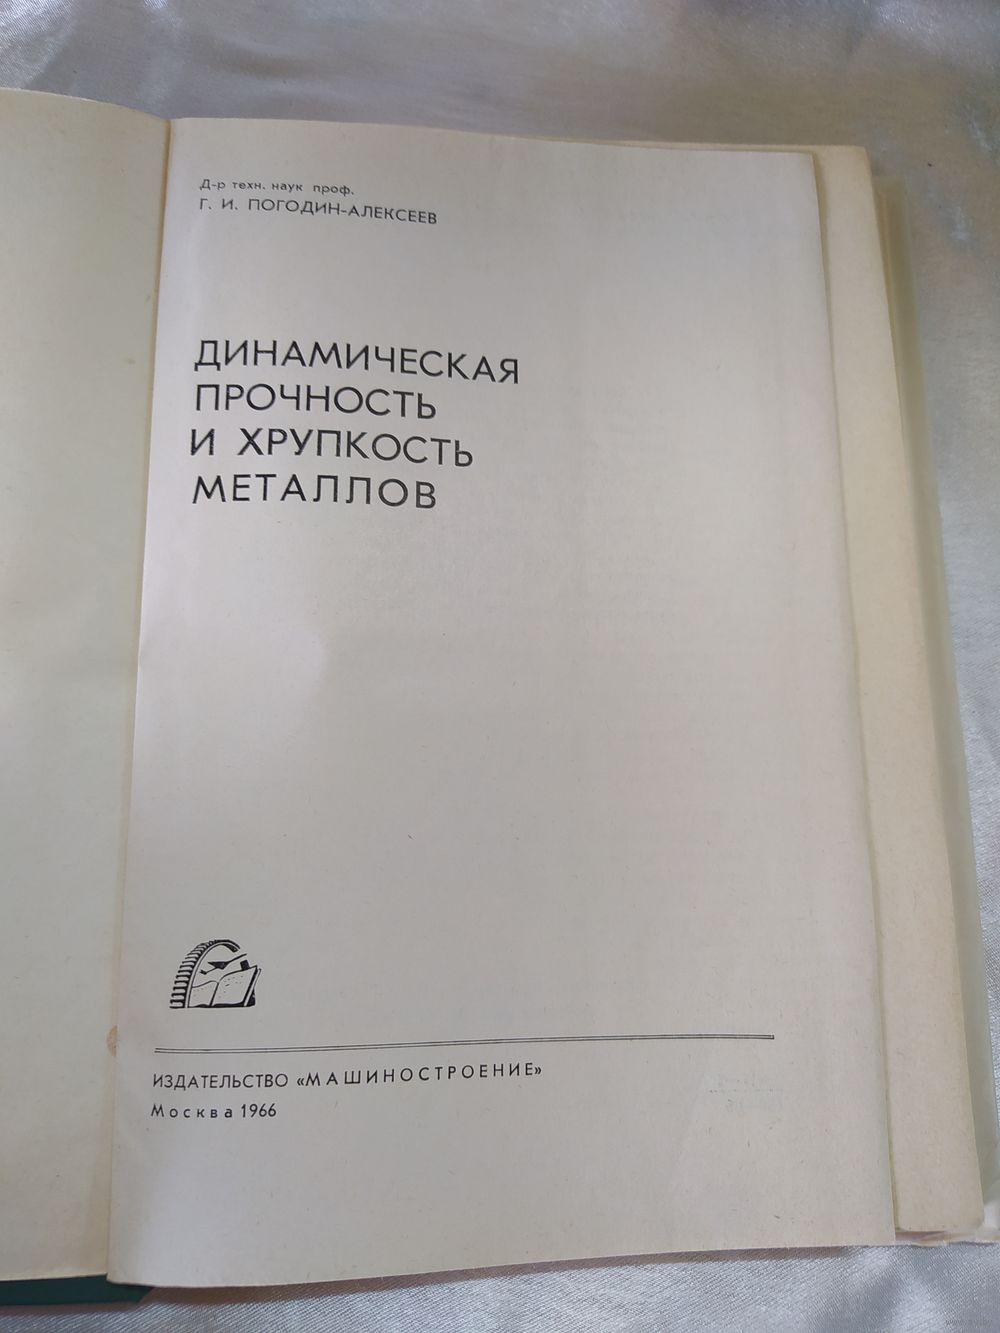 Д-р техн. наук проф.
Г. И. ПОГОДИН-АЛЕКСЕЕВ
ДИНАМИЧЕСКАЯ
ПРОЧНОСТЬ
И ХРУПКОСТЬ
МЕТАЛЛОВ
ИЗДАТЕЛЬСТВО «МАШИНОСТРОЕНИЕ»
Москва 1966